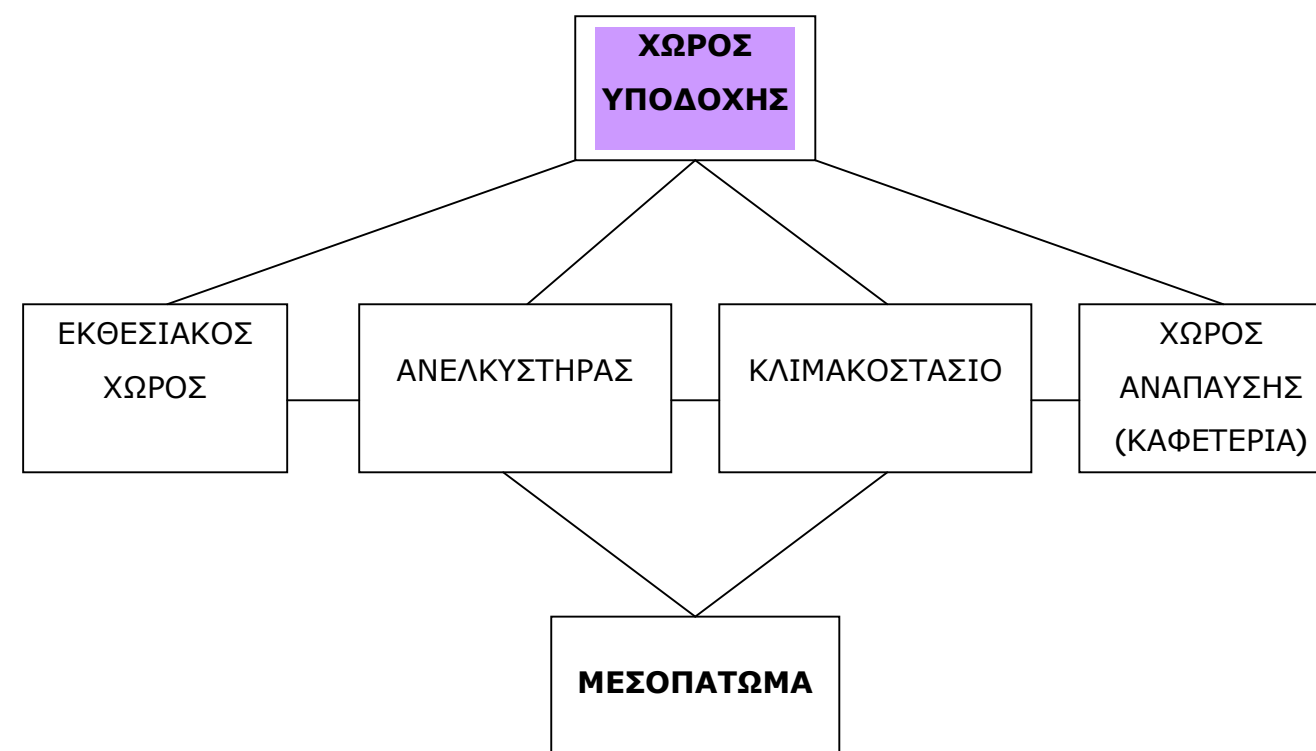 ΧΩΡΟΣ
ΥΠΟΔΟΧΗΣ
ΕΚΘΕΣΙΑΚΟΣ
ΧΩΡΟΣ
ΑΝΕΛΚΥΣΤΗΡΑΣ
ΚΛΙΜΑΚΟΣΤΑΣΙΟ
ΧΩΡΟΣ
ΑΝΑΠΑΥΣΗΣ
(ΚΑΦΕΤΕΡΙΑ)
ΜΕΣΟΠΑΤΩΜΑ